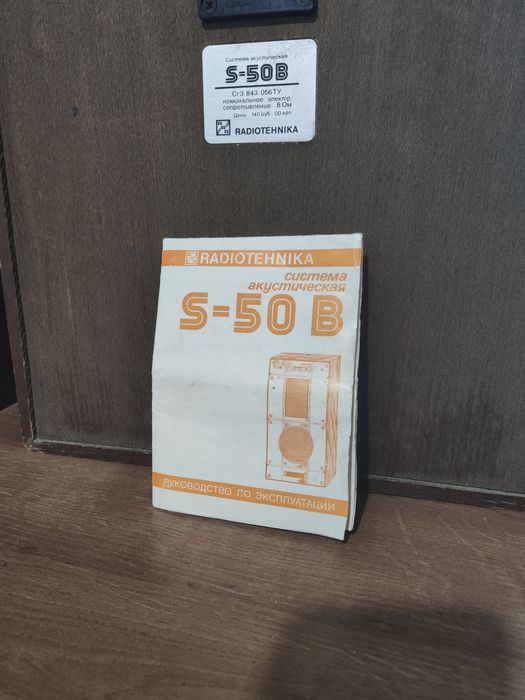 Система акустическая
S-50B
Сг3.843.056ТУ
номинальное электр.
сопротивление 8 Ом
Цена 140 руб. 00 коп
RADIOTEHNIKA
RADIOTEHNIKA
система
акустическая
S-50 B
РУКОВОДСТВО ПО ЭКСПЛУАТАЦИИ